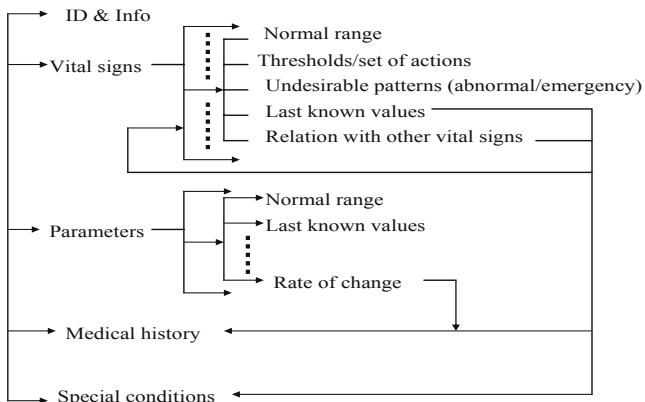 ID & Info
Vital signs
Normal range
Thresholds/set of actions
Undesirable patterns (abnormal/emergency)
Last known values
Relation with other vital signs
Parameters
Normal range
Last known values
Rate of change
Medical history
Special conditions